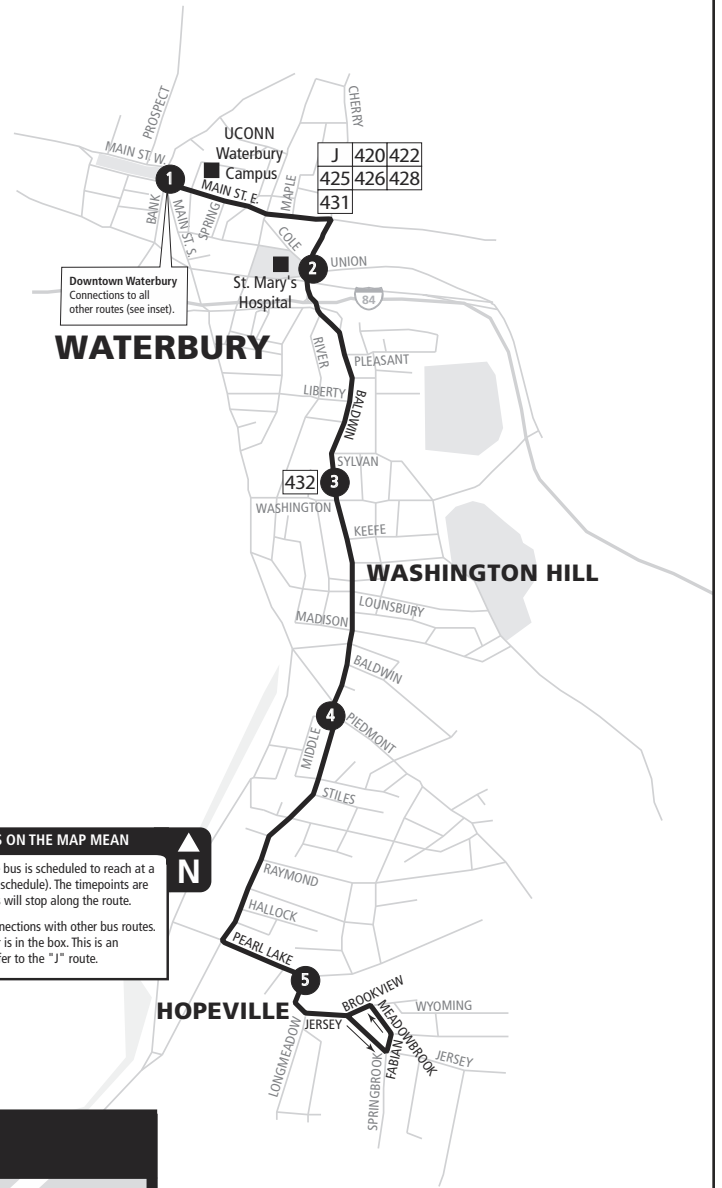 PROSPECT
CHERRY
UCONN
Waterbury
Campus
MAIN ST. W.
J 420 422
425 426 428
431
1
MAIN ST. E.
MAPLE
BANK
MAIN ST. S.
SPRING
COLE
2
UNION
St. Mary's
Hospital
Downtown Waterbury
Connections to all
other routes (see inset).
84
WATERBURY
RIVER
PLEASANT
LIBERTY
BALDWIN
SYLVAN
432
3
WASHINGTON
KEEFE
WASHINGTON HILL
LOUNSBURY
MADISON
BALDWIN
4
PIEDMONT
MIDDLE
STILES
S ON THE MAP MEAN
N
e bus is scheduled to reach at a
schedule). The timepoints are
s will stop along the route.
nnections with other bus routes.
r is in the box. This is an
fer to the "J" route.
RAYMOND
HALLOCK
PEARL LAKE
5
HOPEVILLE
BROOKVIEW
WYOMING
MEADOWBROOK
JERSEY
FABIAN
JERSEY
LONGMEADOW
SPRINGBROOK